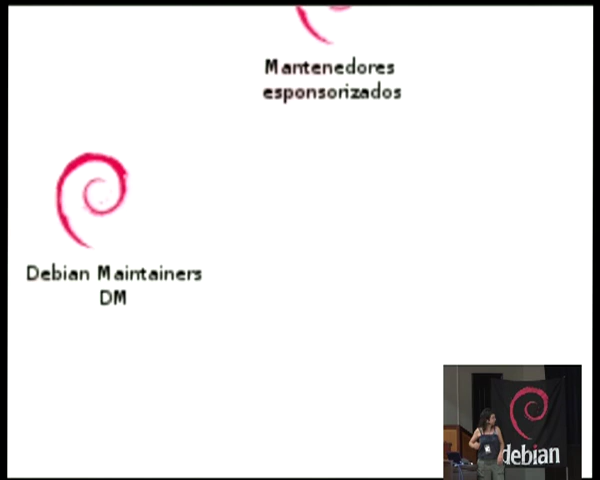 Mantenedores
esponsorizados
Debian Maintainers
DM
debian